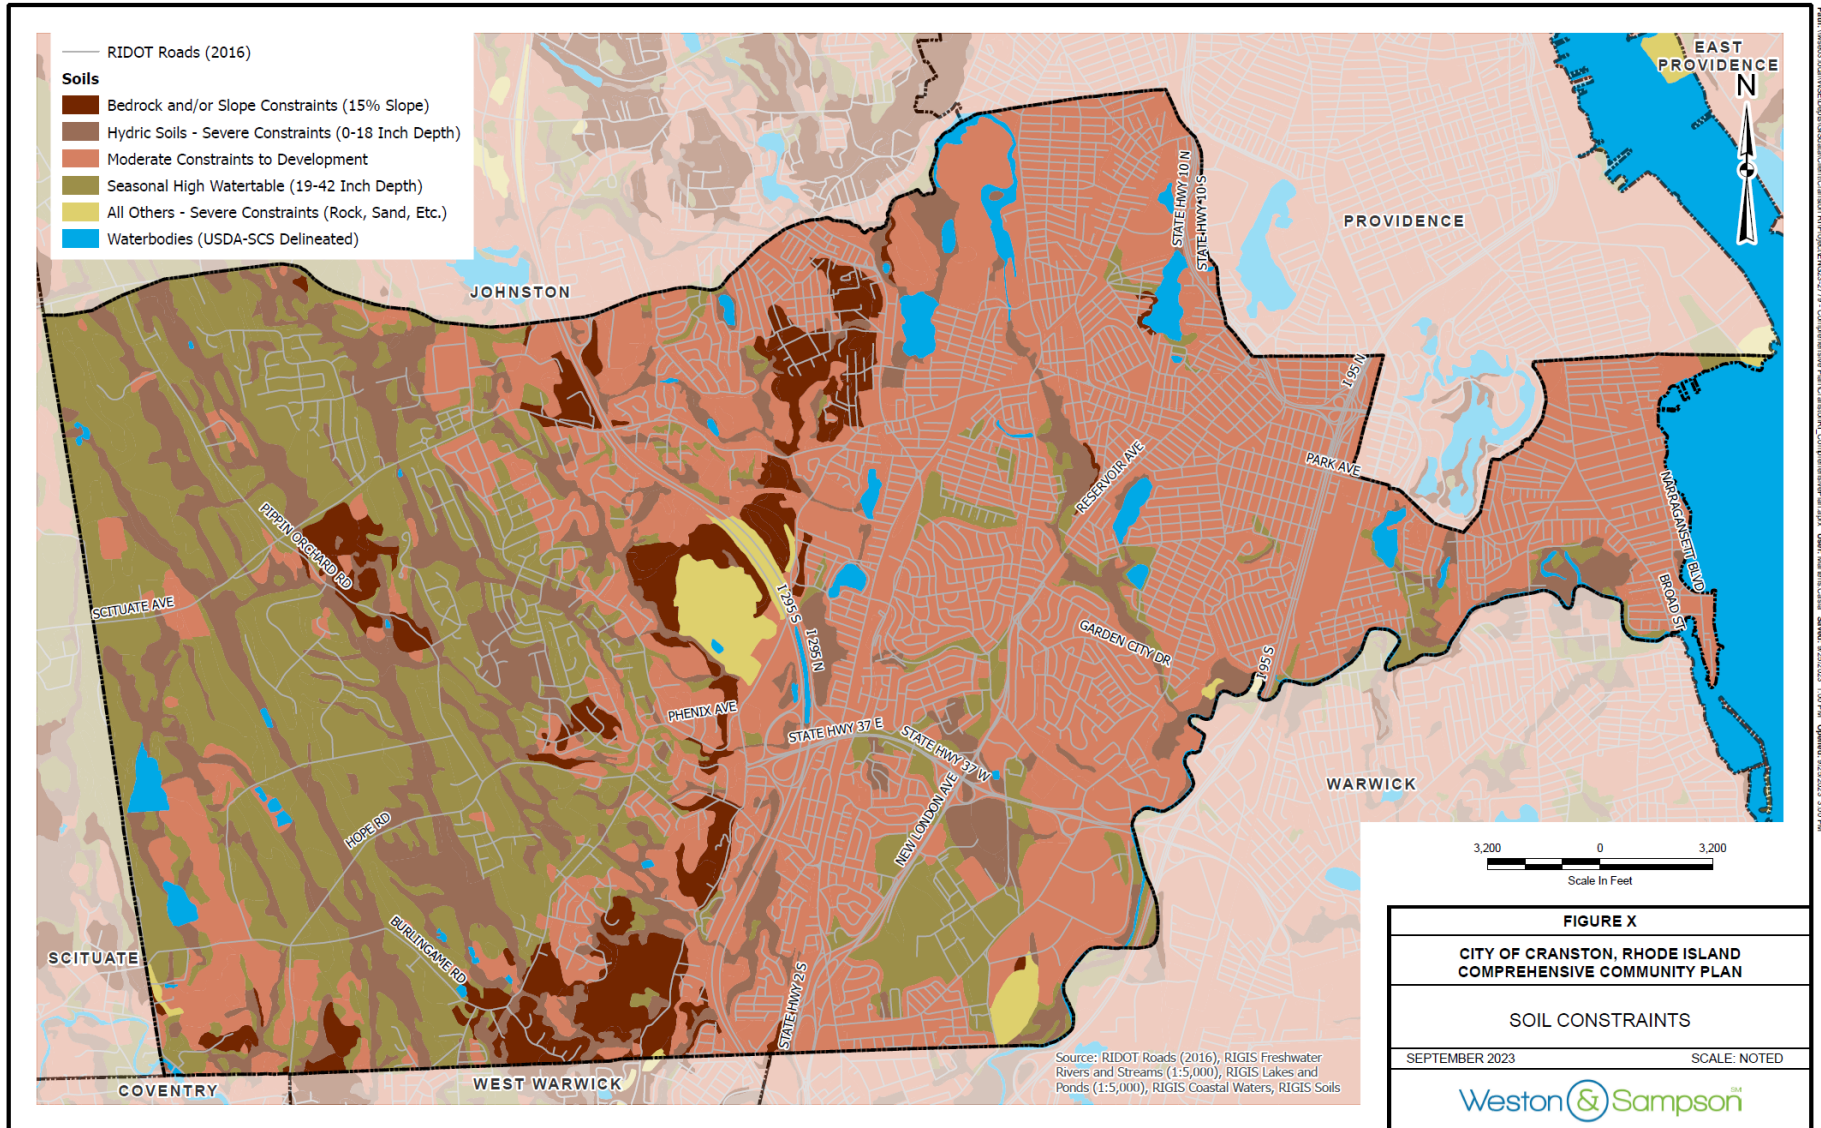 RIDOT Roads (2016)
Soils
Bedrock and/or Slope Constraints (15% Slope)
Hydric Soils - Severe Constraints (0-18 Inch Depth)
Moderate Constraints to Development
Seasonal High Watertable (19-42 Inch Depth)
All Others - Severe Constraints (Rock, Sand, Etc.)
Waterbodies (USDA-SCS Delineated)
EAST
PROVIDENCE
N
PROVIDENCE
JOHNSTON
STATE HWY 10 N
STATE HWY 10 S
I 95 N
PARK AVE
RESERVOIR AVE
NARRAGANSETT BLVD
BROAD ST
PIPPIN ORCHARD RD
SCITUATE AVE
I 295 S
I 295 N
GARDEN CITY DR
I 95 S
PHENIX AVE
STATE HWY 37 E
STATE HWY 37 W
NEW LONDON AVE
HOPE RD
BURLINGAME RD
STATE HWY 2 S
WARWICK
SCITUATE
COVENTRY
WEST WARWICK
3,200 0 3,200
Scale In Feet
Source: RIDOT Roads (2016), RIGIS Freshwater
Rivers and Streams (1:5,000), RIGIS Lakes and
Ponds (1:5,000), RIGIS Coastal Waters, RIGIS Soils
FIGURE X
CITY OF CRANSTON, RHODE ISLAND
COMPREHENSIVE COMMUNITY PLAN
SOIL CONSTRAINTS
SEPTEMBER 2023 SCALE: NOTED
Weston & Sampson SM